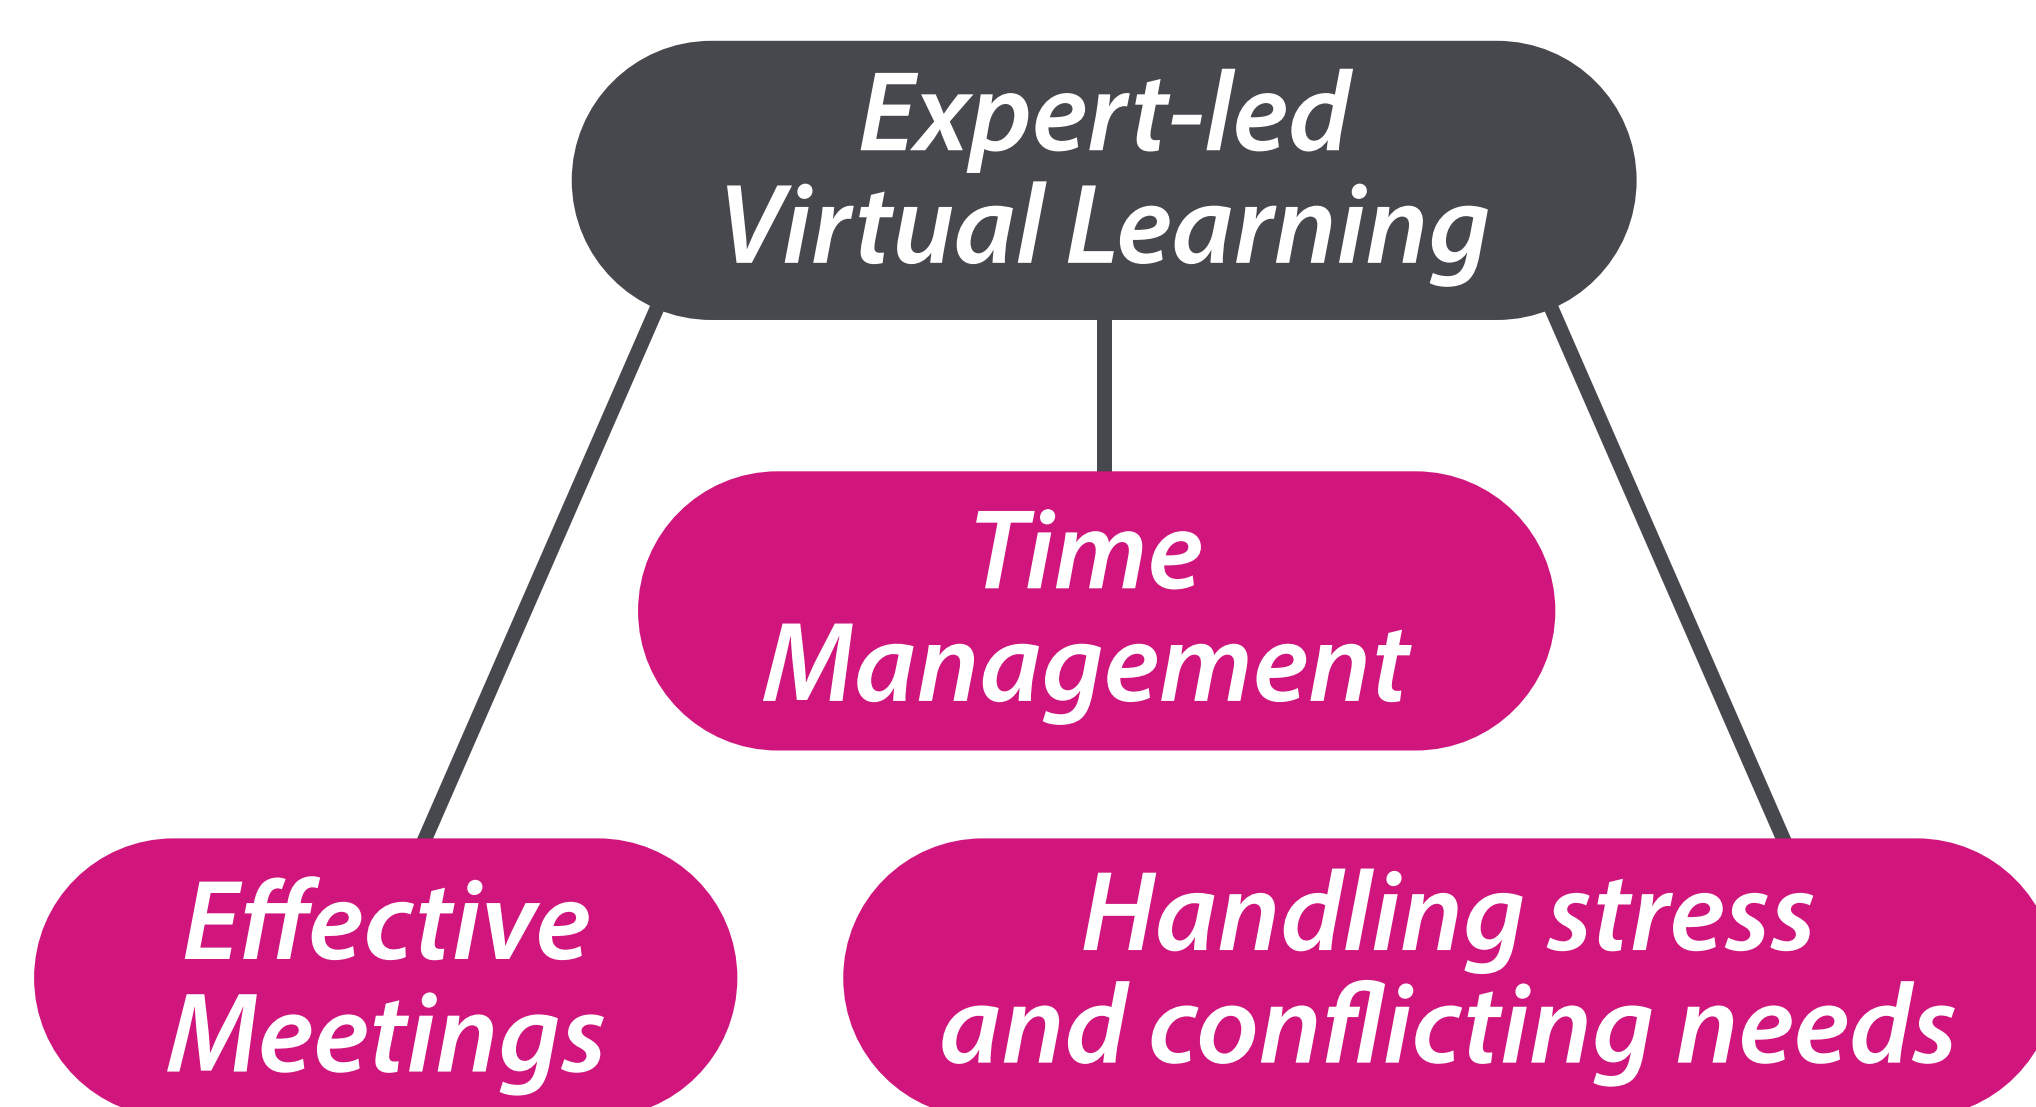 Expert-led
Virtual Learning
Time
Management
Effective
Meetings
Handling stress
and conflicting needs